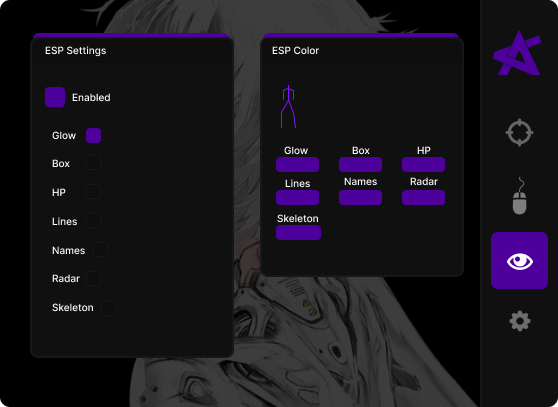 ESP Settings
Enabled
Glow
Box
HP
Lines
Names
Radar
Skeleton
ESP Color
Glow Box HP
Lines Names Radar
Skeleton